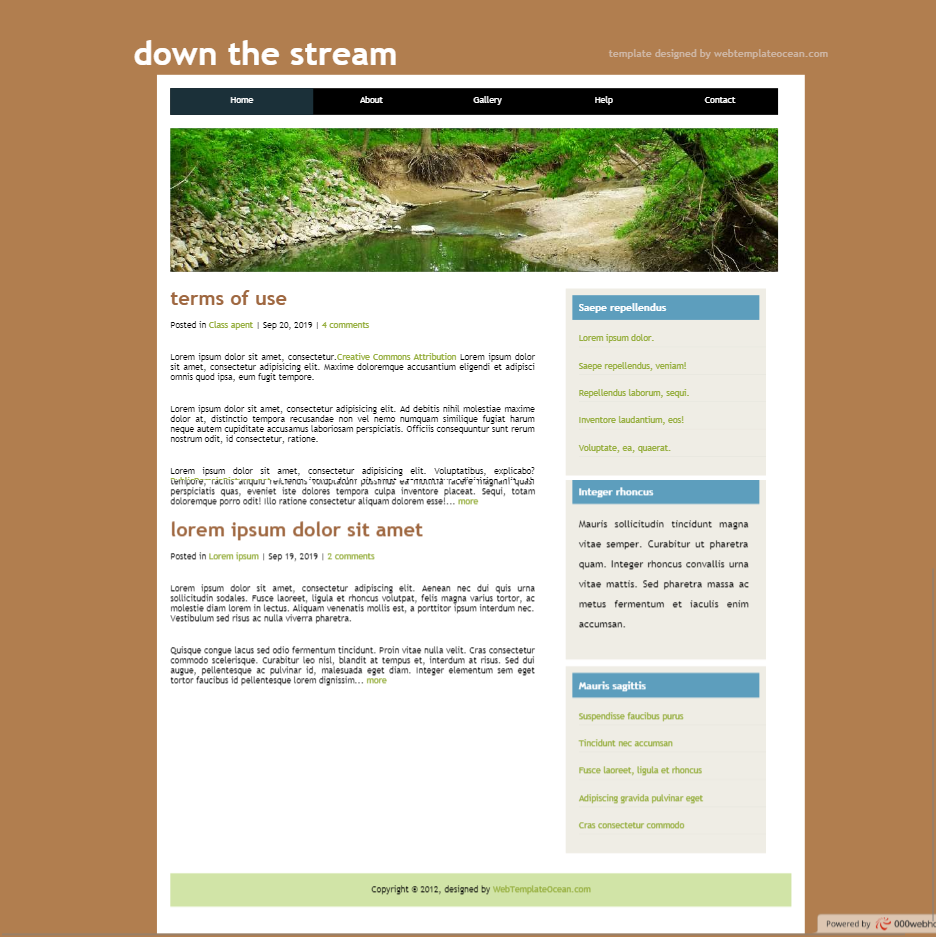 down the stream
template designed by webtemplateocean.com
Home About Gallery Help Contact
terms of use
Posted in Class apent | Sep 20, 2019 | 4 comments
Lorem ipsum dolor sit amet, consectetur.Creative Commons Attribution Lorem ipsum dolor
sit amet, consectetur adipisicing elit. Maxime doloremque accusantium eligendi et adipisci
omnis quod ipsa, eum fugit tempore.
Lorem ipsum dolor sit amet, consectetur adipisicing elit. Ad debitis nihil molestiae maxime
dolor at, distinctio tempora recusandae non vel nemo numquam similique fugiat harum
neque autem cupiditate accusamus laboriosam perspiciatis. Officiis consequuntur sunt rerum
nostrum odit, id consectetur, ratione.
Lorem ipsum dolor sit amet, consectetur adipisicing elit. Voluptatibus, explicabo?
perspiciatis quas, eveniet iste dolores tempora culpa inventore placeat. Sequi, totam
doloremque porro odit! Illo ratione consectetur aliquam dolorem esse!... more
lorem ipsum dolor sit amet
Posted in Lorem ipsum | Sep 19, 2019 | 2 comments
Lorem ipsum dolor sit amet, consectetur adipiscing elit. Aenean nec dui quis urna
sollicitudin sodales. Fusce laoreet, ligula et rhoncus volutpat, felis magna varius tortor, ac
molestie diam lorem in lectus. Aliquam venenatis mollis est, a porttitor ipsum interdum nec.
Vestibulum sed risus ac nulla viverra pharetra.
Quisque congue lacus sed odio fermentum tincidunt. Proin vitae nulla velit. Cras consectetur
commodo scelerisque. Curabitur leo nisl, blandit at tempus et, interdum at risus. Sed dui
augue, pellentesque ac pulvinar id, malesuada eget diam. Integer elementum sem eget
tortor faucibus id pellentesque lorem dignissim... more
Saepe repellendus
Lorem ipsum dolor.
Saepe repellendus, veniam!
Repellendus laborum, sequi.
Inventore laudantium, eos!
Voluptate, ea, quaerat.
Integer rhoncus
Mauris sollicitudin tincidunt magna
vitae semper. Curabitur ut pharetra
quam. Integer rhoncus convallis urna
vitae mattis. Sed pharetra massa ac
metus fermentum et iaculis enim
accumsan.
Mauris sagittis
Suspendisse faucibus purus
Tincidunt nec accumsan
Fusce laoreet, ligula et rhoncus
Adipiscing gravida pulvinar eget
Cras consectetur commodo
Copyright © 2012, designed by WebTemplateOcean.com
Powered by 000webho